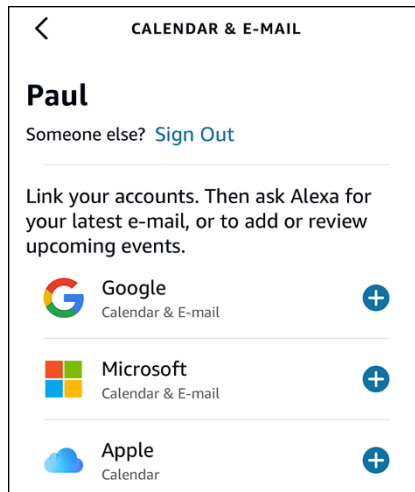 CALENDAR & E-MAIL
Paul
Someone else? Sign Out
Link your accounts. Then ask Alexa for
your latest e-mail, or to add or review
upcoming events.
Google
Calendar & E-mail
Microsoft
Calendar & E-mail
Apple
Calendar